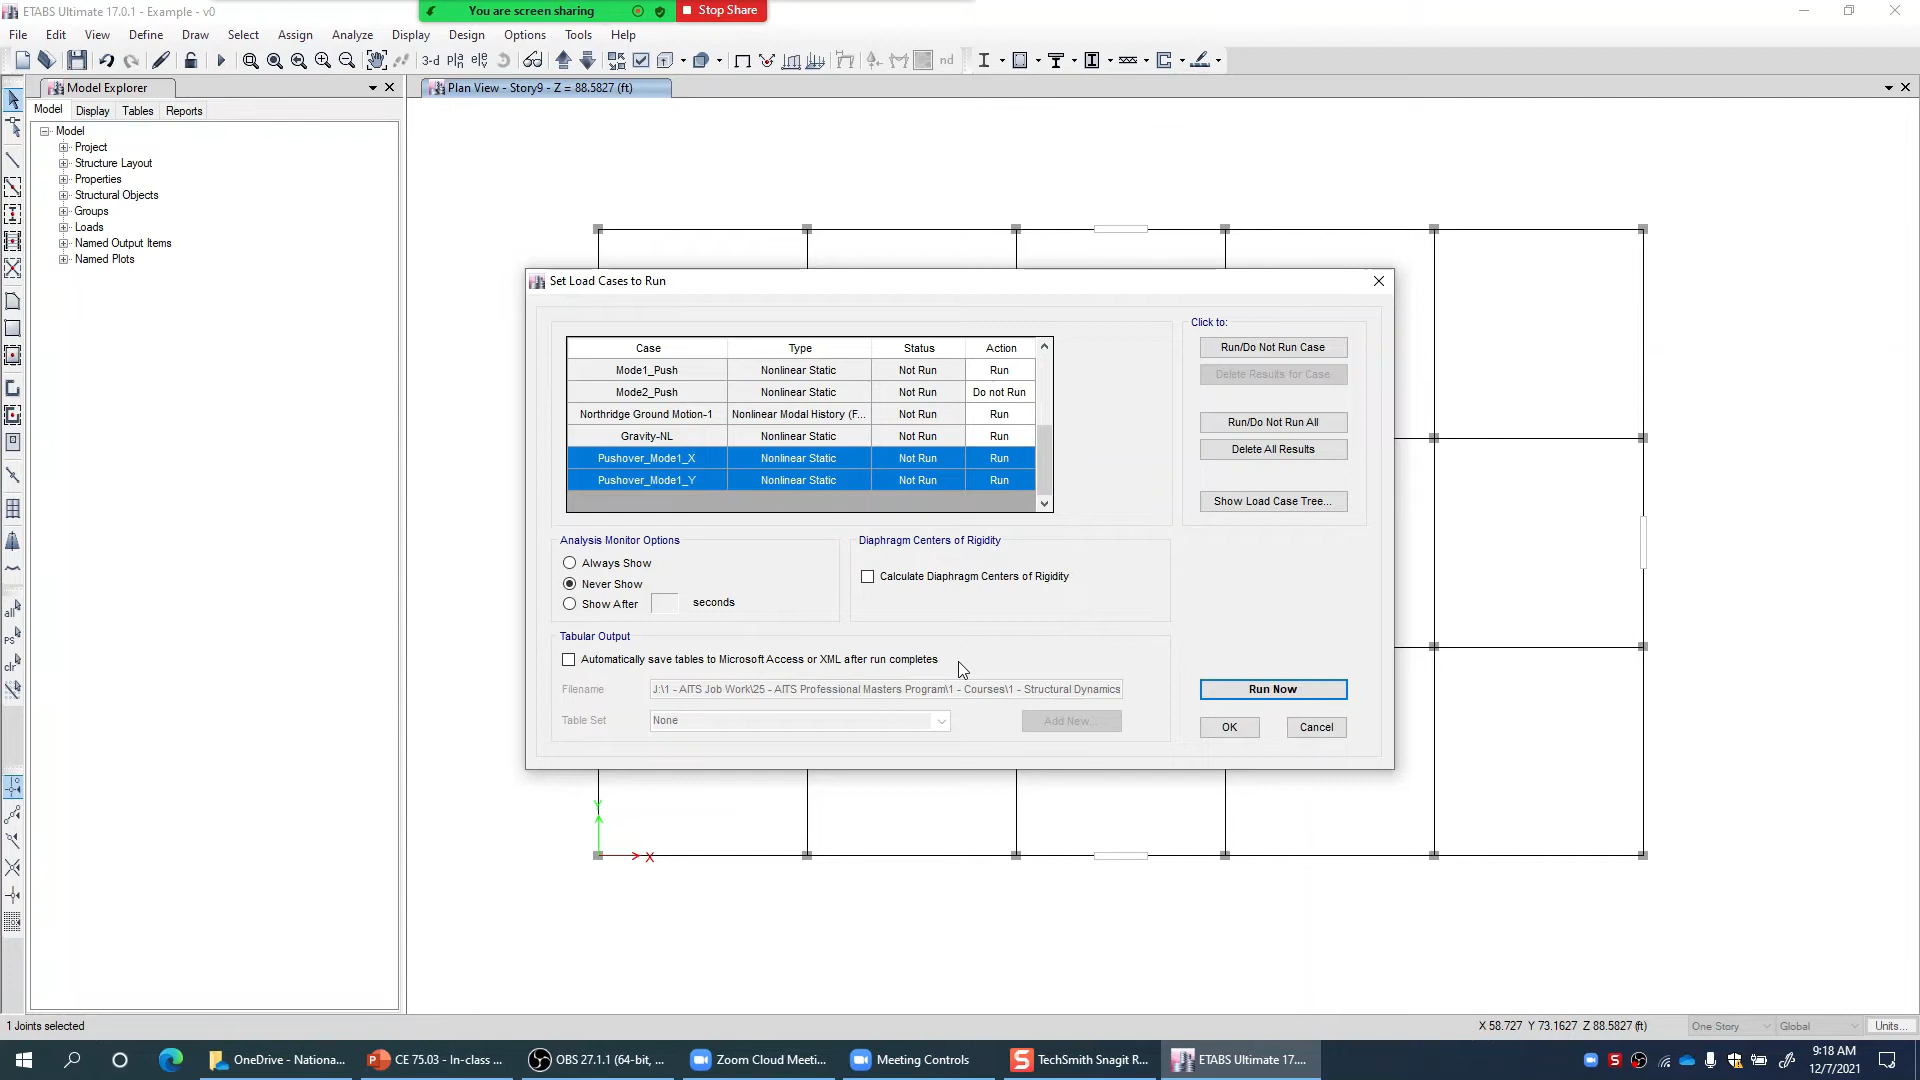 ETABS Ultimate 17.0.1 - Example - v0
You are screen sharing
Stop Share
File Edit View Define Draw Select Assign Analyze Display Design Options Tools Help
3-d
nd
Model Explorer
Plan View - Story9 - Z = 88.5827 (ft)
Model Display Tables Reports
Model
Project
Structure Layout
Properties
Structural Objects
Groups
Loads
Named Output Items
Named Plots
all
PS
clr
Set Load Cases to Run
Click to:
Case Type Status Action
Mode1_Push Nonlinear Static Not Run Run
Mode2_Push Nonlinear Static Not Run Do not Run
Northridge Ground Motion-1 Nonlinear Modal History (F... Not Run Run
Gravity-NL Nonlinear Static Not Run Run
Pushover_Mode1_X Nonlinear Static Not Run Run
Pushover_Mode1_Y Nonlinear Static Not Run Run
Run/Do Not Run Case
Delete Results for Case
Run/Do Not Run All
Delete All Results
Show Load Case Tree...
Analysis Monitor Options
Always Show
Never Show
Show After seconds
Diaphragm Centers of Rigidity
Calculate Diaphragm Centers of Rigidity
Tabular Output
Automatically save tables to Microsoft Access or XML after run completes
Filename J:\1 - AITS Job Work\25 - AITS Professional Masters Program\1 - Courses\1 - Structural Dynamics
Table Set None Add New...
Run Now
OK Cancel
Y
X
1 Joints selected
X 58.727 Y 73.1627 Z 88.5827 (ft)
One Story Global Units...
OneDrive - Nationa...
CE 75.03 - In-class ...
OBS 27.1.1 (64-bit, ...
Zoom Cloud Meeti...
Meeting Controls
TechSmith Snagit R...
ETABS Ultimate 17....
9:18 AM
12/7/2021